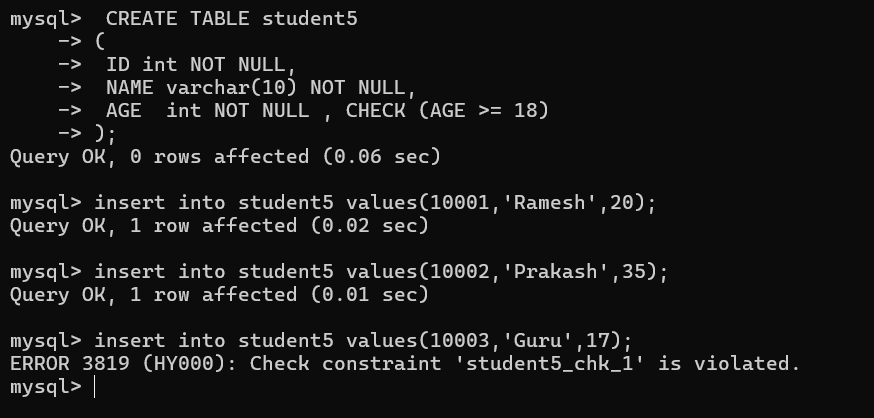 mysql>  CREATE TABLE student5
    -> (
    ->  ID int NOT NULL,
    ->  NAME varchar(10) NOT NULL,
    ->  AGE  int NOT NULL , CHECK (AGE >= 18)
    -> );
Query OK, 0 rows affected (0.06 sec)
mysql> insert into student5 values(10001,'Ramesh',20);
Query OK, 1 row affected (0.02 sec)
mysql> insert into student5 values(10002,'Prakash',35);
Query OK, 1 row affected (0.01 sec)
mysql> insert into student5 values(10003,'Guru',17);
ERROR 3819 (HY000): Check constraint 'student5_chk_1' is violated.
mysql>